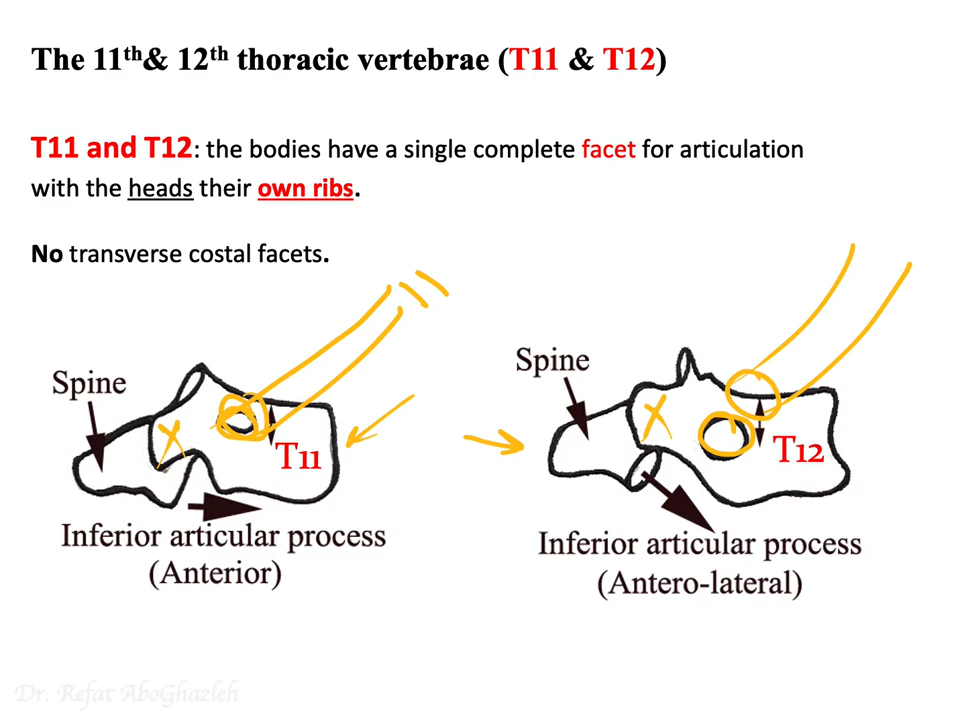 The 11th& 12th thoracic vertebrae (T11 & T12)
T11 and T12: the bodies have a single complete facet for articulation
with the heads their own ribs.
No transverse costal facets.
11
Spine
X
T11
Inferior articular process
(Anterior)
Spine
X
T12
Inferior articular process
(Antero-lateral)
Dr. Refat AboGhazleh